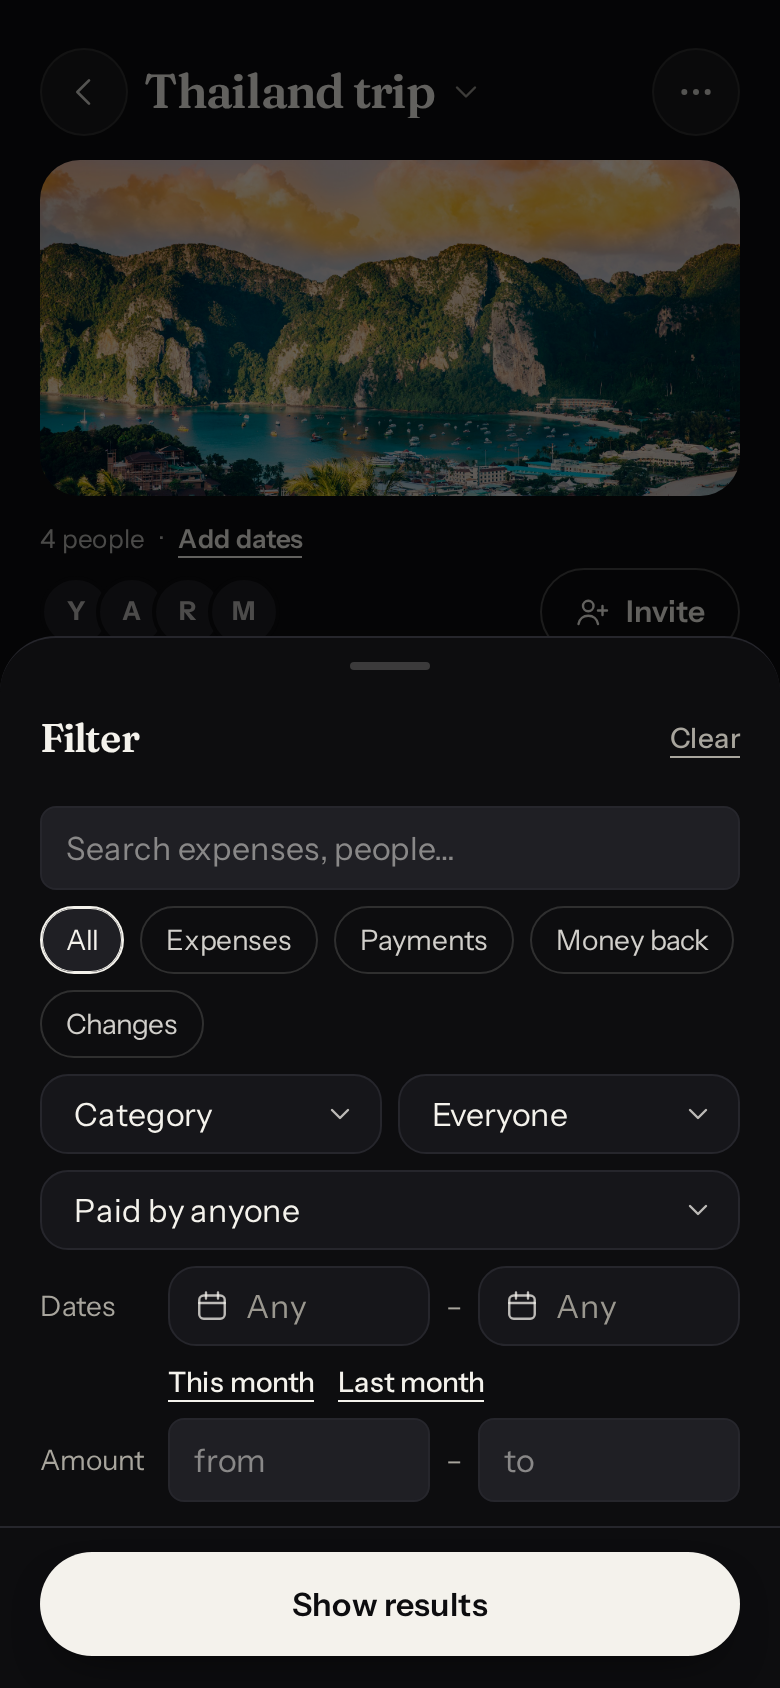 Thailand trip
4 people · Add dates
Y A R M
Invite
Filter
Clear
Search expenses, people...
All Expenses Payments Money back
Changes
Category Everyone
Paid by anyone
Dates Any – Any
This month Last month
Amount from – to
Show results